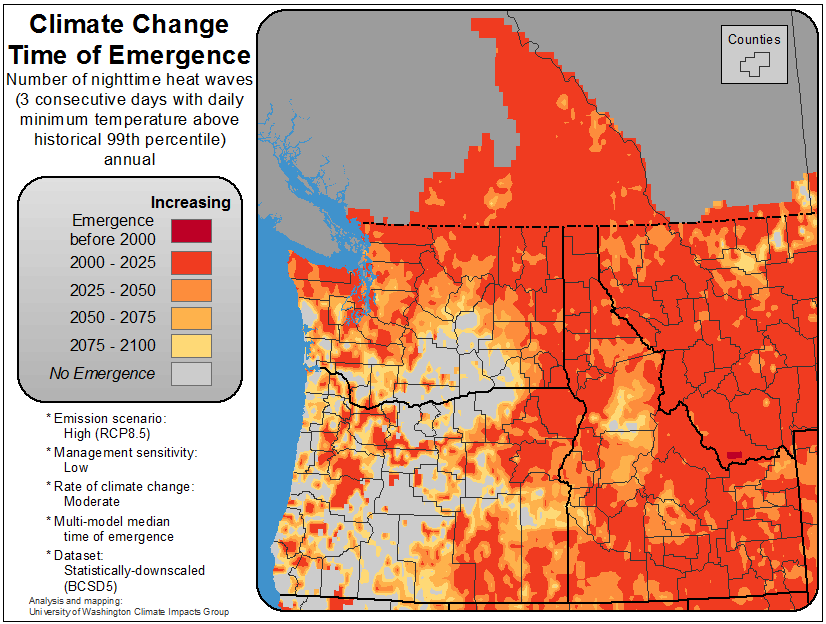 Climate Change
Time of Emergence
Number of nighttime heat waves
(3 consecutive days with daily
minimum temperature above
historical 99th percentile)
annual
Increasing
Emergence
before 2000
2000 - 2025
2025 - 2050
2050 - 2075
2075 - 2100
No Emergence
* Emission scenario:
High (RCP8.5)
* Management sensitivity:
Low
* Rate of climate change:
Moderate
* Multi-model median
time of emergence
* Dataset:
Statistically-downscaled
(BCSD5)
Analysis and mapping:
University of Washington Climate Impacts Group
Counties